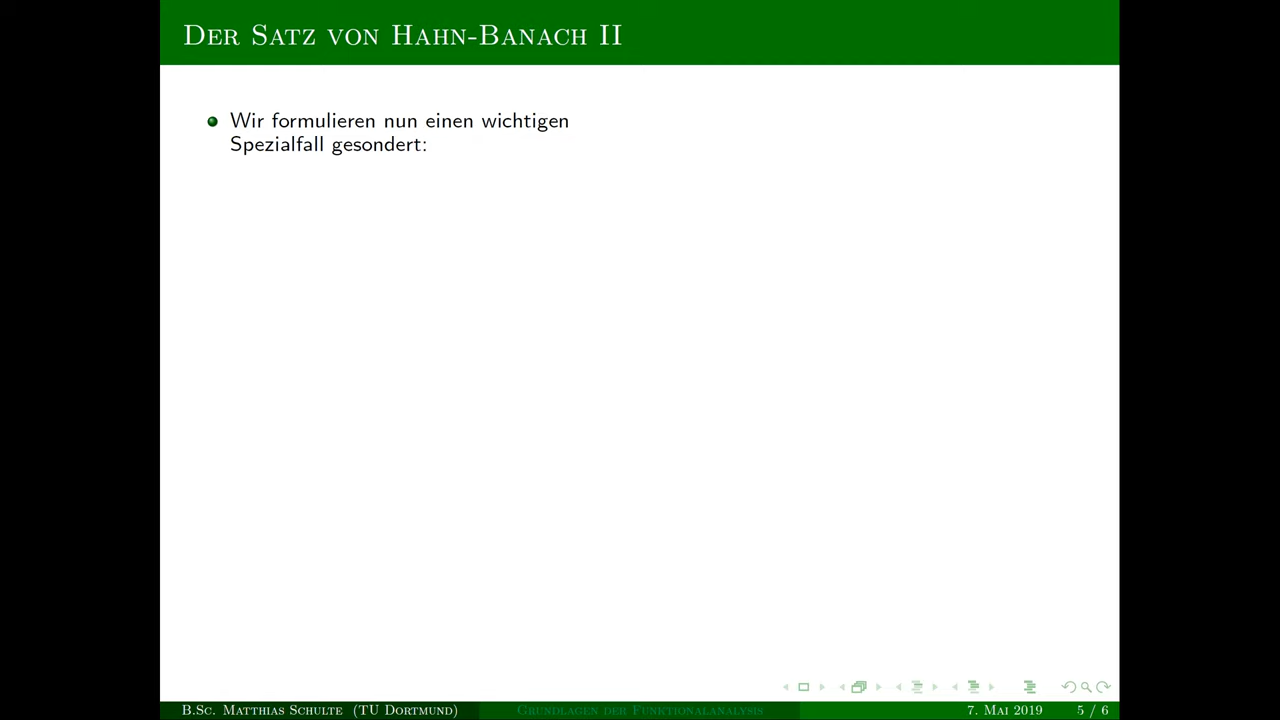 Der Satz von Hahn-Banach II
Wir formulieren nun einen wichtigen
Spezialfall gesondert:
B.Sc. Matthias Schulte (TU Dortmund) Grundlagen der Funktionalanalysis 7. Mai 2019 5 / 6